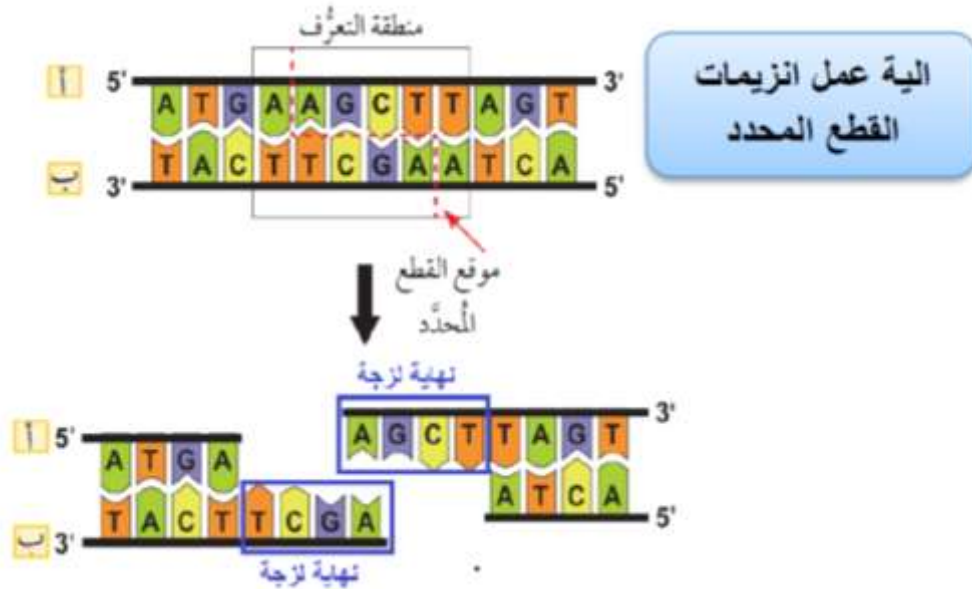 منطقة التعرُّف
الية عمل انزيمات
القطع المحدد
أ 5' A T G A A G C T T A G T 3'
ب 3' T A C T T C G A A T C A 5'
موقع القطع
المُحدَّد
نهاية لزجة
A G C T T A G T 3'
A T C A 5'
أ 5' A T G A
ب 3' T A C T T C G A
نهاية لزجة